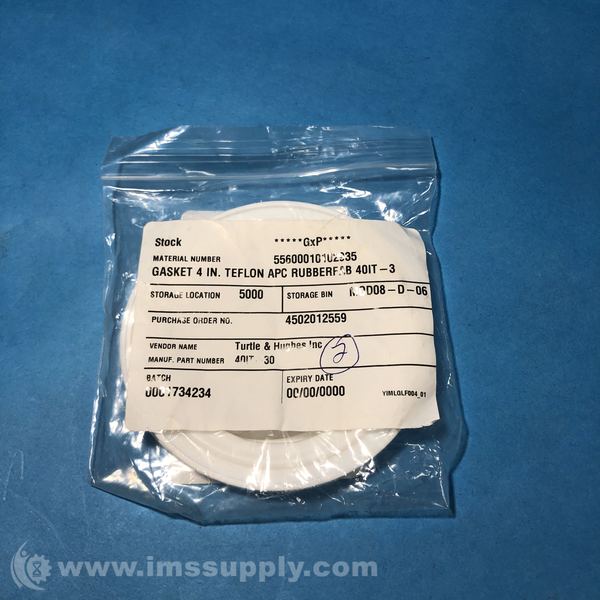 Stock *****GxP*****
MATERIAL NUMBER
GASKET 4 IN. TEFLON APC RUBBERFAB 40IT-3
STORAGE LOCATION 5000 STORAGE BIN
PURCHASE ORDER NO. 4502012559
VENDOR NAME Turtle & Hughes Inc
MANUF. PART NUMBER 2
BATCH EXPIRY DATE
00/00/0000 YIMLGLF004_01
www.imssupply.com